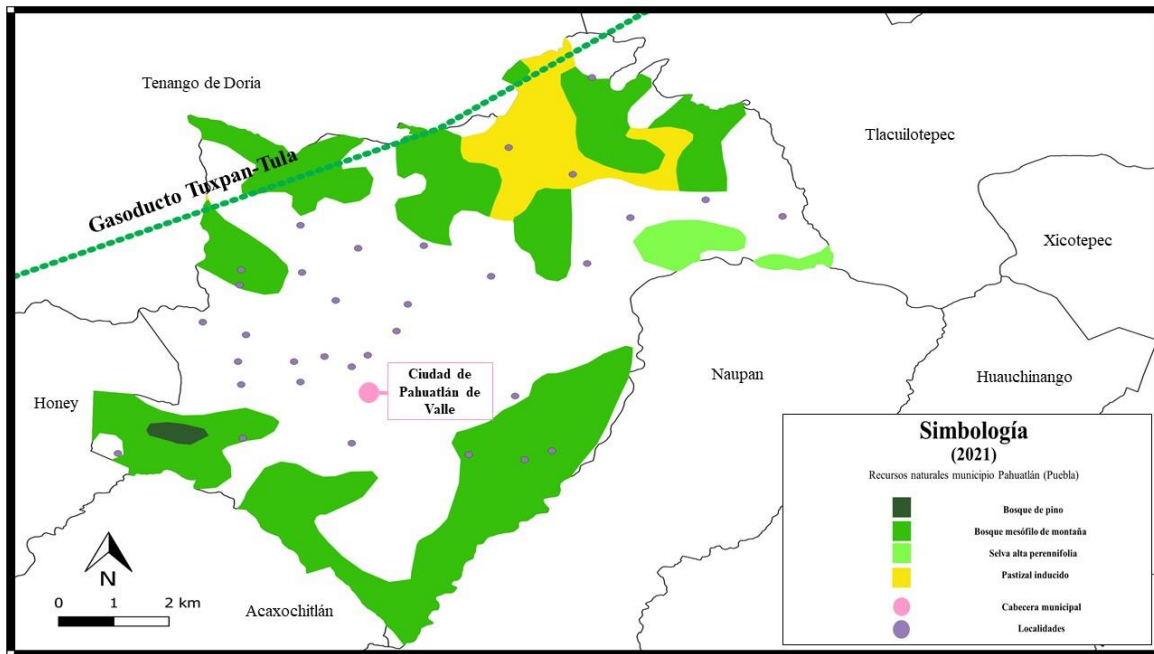 Tenango de Doria
Tlacuilotepec
Gasoducto Tuxpan-Tula
Xicotepec
Ciudad de
Pahuatlán de
Valle
Naupan
Huauchinango
Honey
Simbología
(2021)
Recursos naturales municipio Pahuatlán (Puebla)
Bosque de pino
Bosque mesófilo de montaña
Selva alta perennifolia
Pastizal inducido
Cabecera municipal
Localidades
N
0 1 2 km
Acaxochitlán